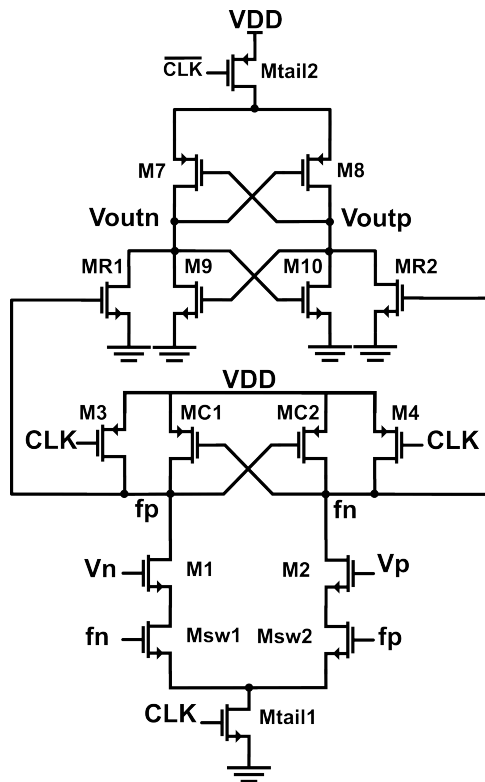 VDD
CLK Mtail2
M7 M8
Voutn Voutp
MR1 M9 M10 MR2
VDD
M3 MC1 MC2 M4
CLK CLK
fp fn
Vn M1 M2 Vp
fn Msw1 Msw2 fp
CLK Mtail1